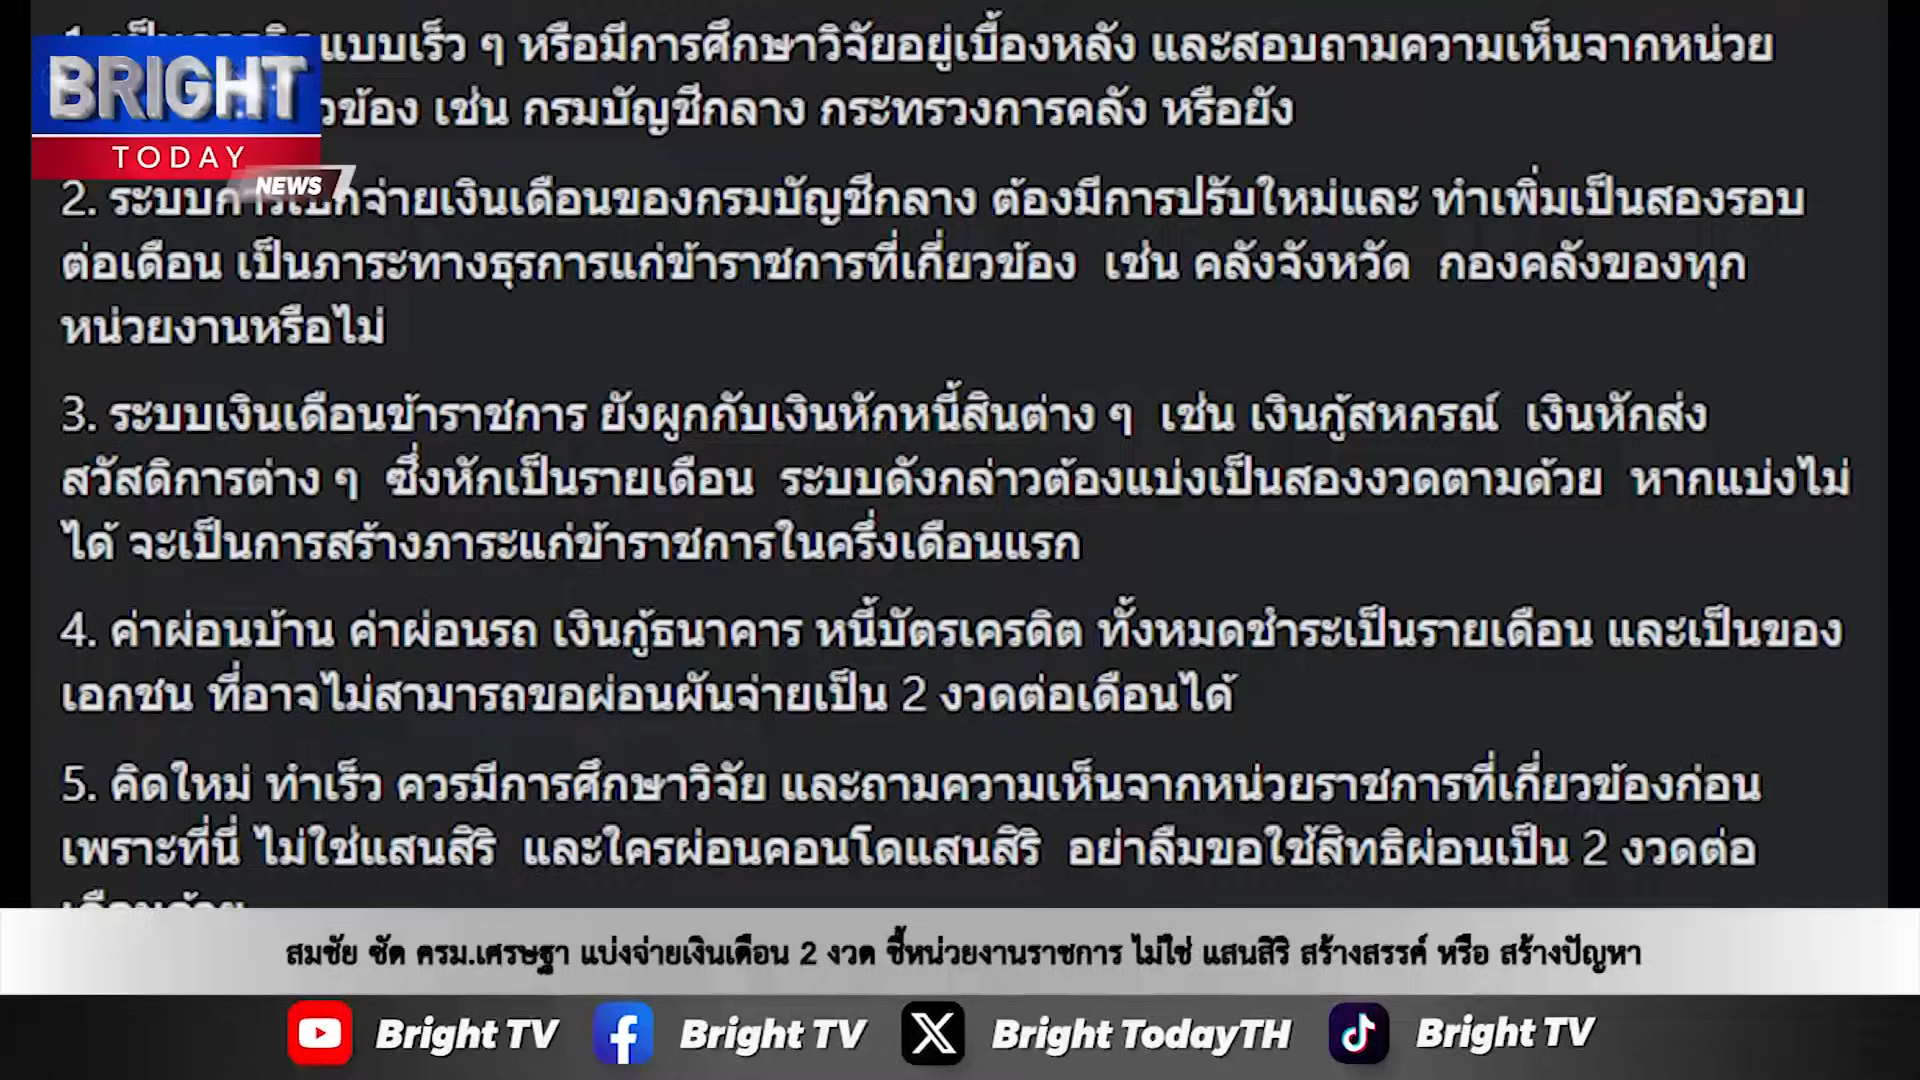 แบบเร็ว ๆ หรือมีการศึกษาวิจัยอยู่เบื้องหลัง และสอบถามความเห็นจากหน่วย
BRIGHT
วข้อง เช่น กรมบัญชีกลาง กระทรวงการคลัง หรือยัง
TODAY
NEWS
2. ระบบการเบิกจ่ายเงินเดือนของกรมบัญชีกลาง ต้องมีการปรับใหม่และ ทำเพิ่มเป็นสองรอบ
ต่อเดือน เป็นภาระทางธุรการแก่ข้าราชการที่เกี่ยวข้อง เช่น คลังจังหวัด กองคลังของทุก
หน่วยงานหรือไม่
3. ระบบเงินเดือนข้าราชการ ยังผูกกับเงินหักหนี้สินต่าง ๆ เช่น เงินกู้สหกรณ์ เงินหักส่ง
สวัสดิการต่าง ๆ ซึ่งหักเป็นรายเดือน ระบบดังกล่าวต้องแบ่งเป็นสองงวดตามด้วย หากแบ่งไม่
ได้ จะเป็นการสร้างภาระแก่ข้าราชการในครึ่งเดือนแรก
4. ค่าผ่อนบ้าน ค่าผ่อนรถ เงินกู้ธนาคาร หนี้บัตรเครดิต ทั้งหมดชำระเป็นรายเดือน และเป็นของ
เอกชน ที่อาจไม่สามารถขอผ่อนผันจ่ายเป็น 2 งวดต่อเดือนได้
5. คิดใหม่ ทำเร็ว ควรมีการศึกษาวิจัย และถามความเห็นจากหน่วยราชการที่เกี่ยวข้องก่อน
เพราะที่นี่ ไม่ใช่แสนสิริ และใครผ่อนคอนโดแสนสิริ อย่าลืมขอใช้สิทธิผ่อนเป็น 2 งวดต่อ
สมชัย ซัด ครม.เศรษฐา แบ่งจ่ายเงินเดือน 2 งวด ชี้หน่วยงานราชการ ไม่ใช่ แสนสิริ สร้างสรรค์ หรือ สร้างปัญหา
Bright TV Bright TV Bright TodayTH Bright TV